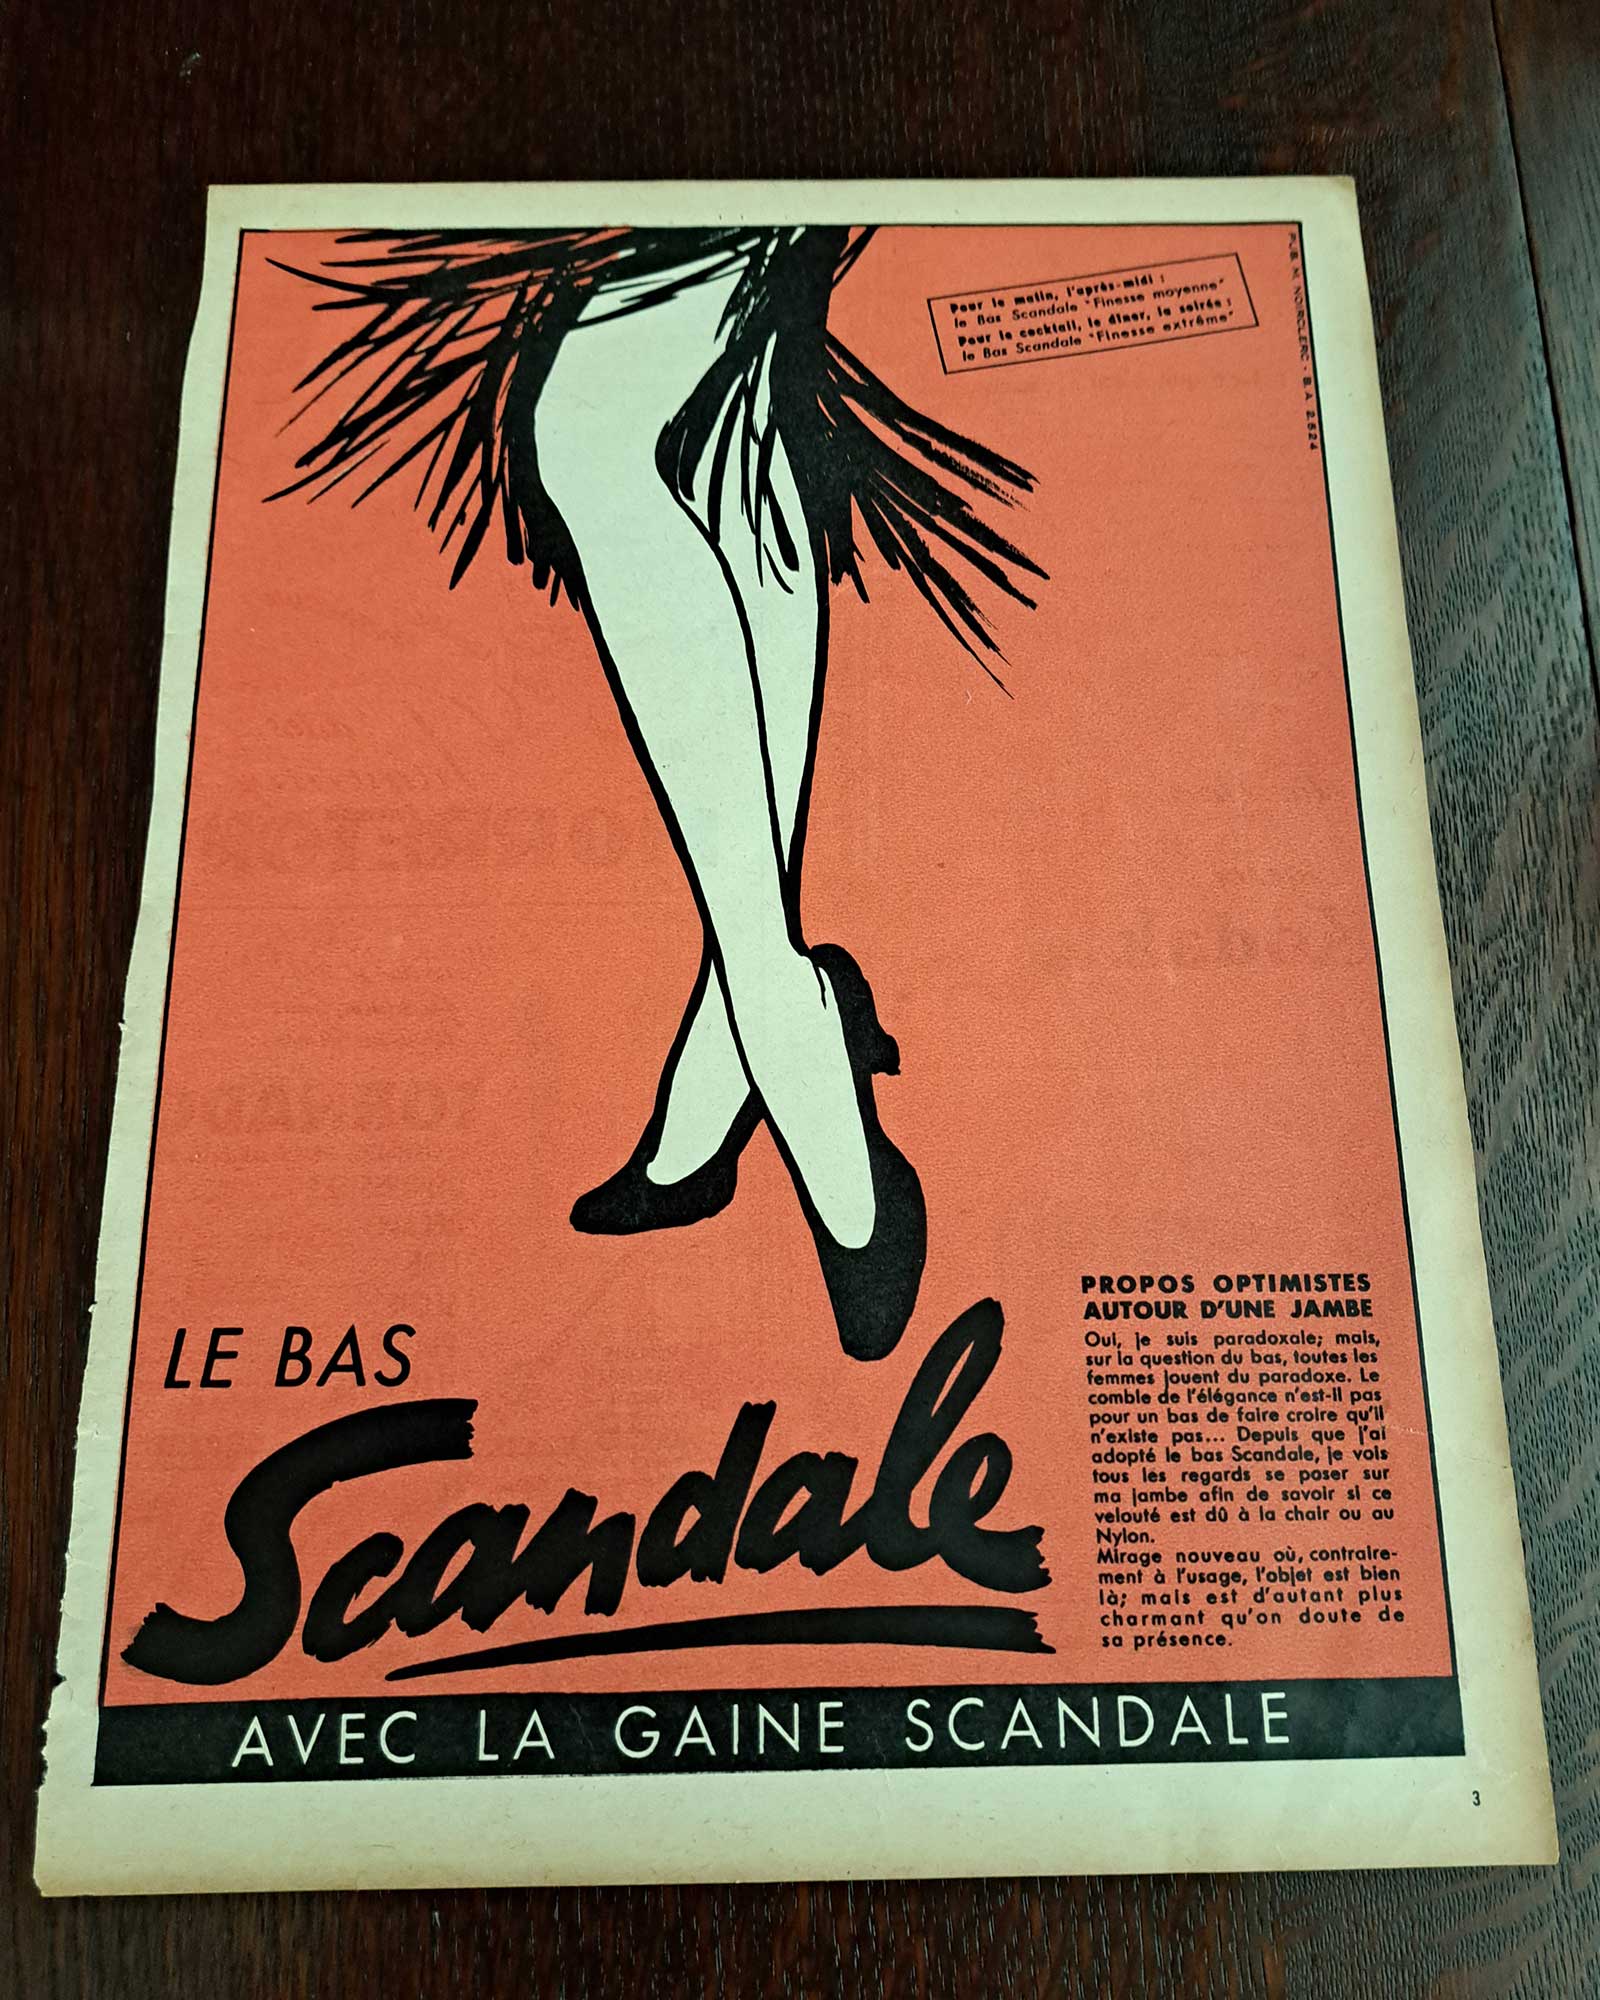 Pour le matin, l'après-midi :
le Bas Scandale "Finesse moyenne"
Pour le cocktail, le dîner, la soirée :
le Bas Scandale "Finesse extrême"
PUB. M. NOIRCLERC - B.A. 2.524
LE BAS
Scandale
PROPOS OPTIMISTES
AUTOUR D'UNE JAMBE
Oui, je suis paradoxale; mais,
sur la question du bas, toutes les
femmes jouent du paradoxe. Le
comble de l'élégance n'est-il pas
pour un bas de faire croire qu'il
n'existe pas... Depuis que j'ai
adopté le bas Scandale, je vois
tous les regards se poser sur
ma jambe afin de savoir si ce
velouté est dû à la chair ou au
Nylon.
Mirage nouveau où, contraire-
ment à l'usage, l'objet est bien
là; mais est d'autant plus
charmant qu'on doute de
sa présence.
AVEC LA GAINE SCANDALE
3